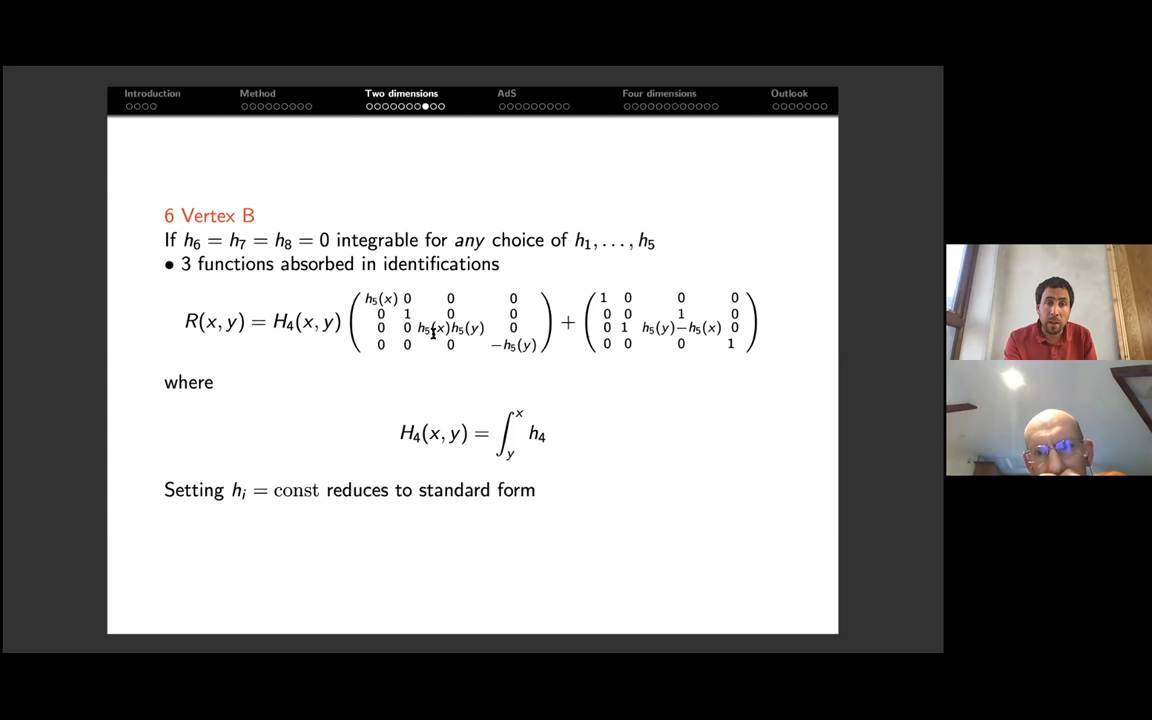 Introduction Method Two dimensions AdS Four dimensions Outlook
6 Vertex B
If h₆ = h₇ = h₈ = 0 integrable for any choice of h₁, . . . , h₅
• 3 functions absorbed in identifications
R(x, y) = H₄(x, y) ( h₅(x) 0 0 0
0 1 0 0
0 0 h₅(x)h₅(y) 0
0 0 0 −h₅(y) ) + ( 1 0 0 0
0 0 1 0
0 1 h₅(y)−h₅(x) 0
0 0 0 1 )
where
H₄(x, y) = ∫_y^x h₄
Setting hᵢ = const reduces to standard form